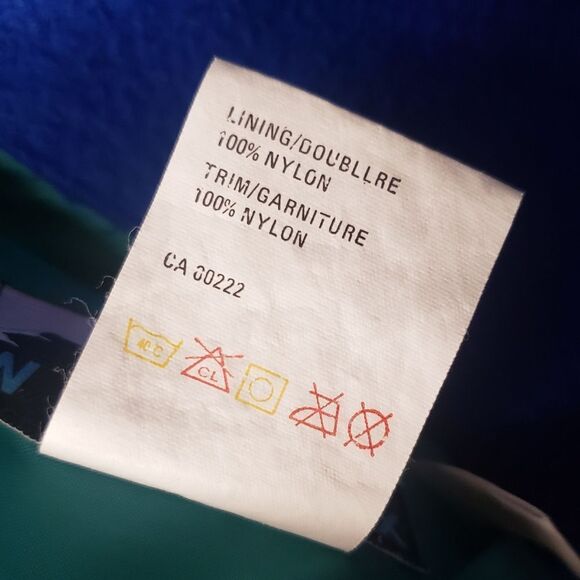 LINING/DOUBLLRE
100% NYLON
TRIM/GARNITURE
100% NYLON
CA 00222
40 C
CL